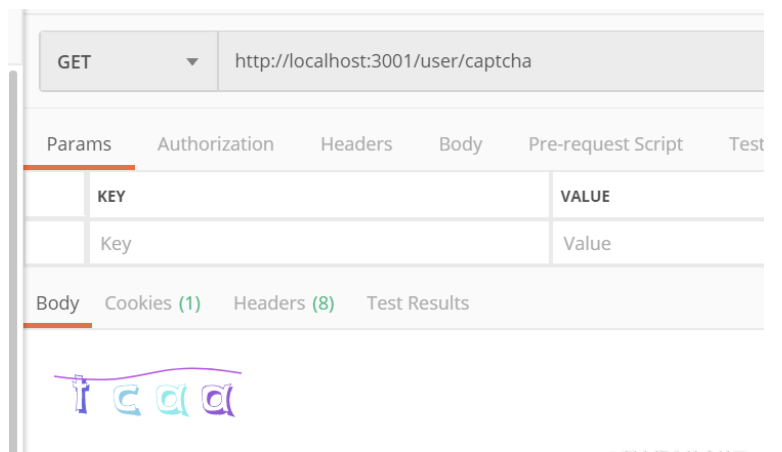 GET http://localhost:3001/user/captcha
Params Authorization Headers Body Pre-request Script Test
KEY VALUE
Key Value
Body Cookies (1) Headers (8) Test Results